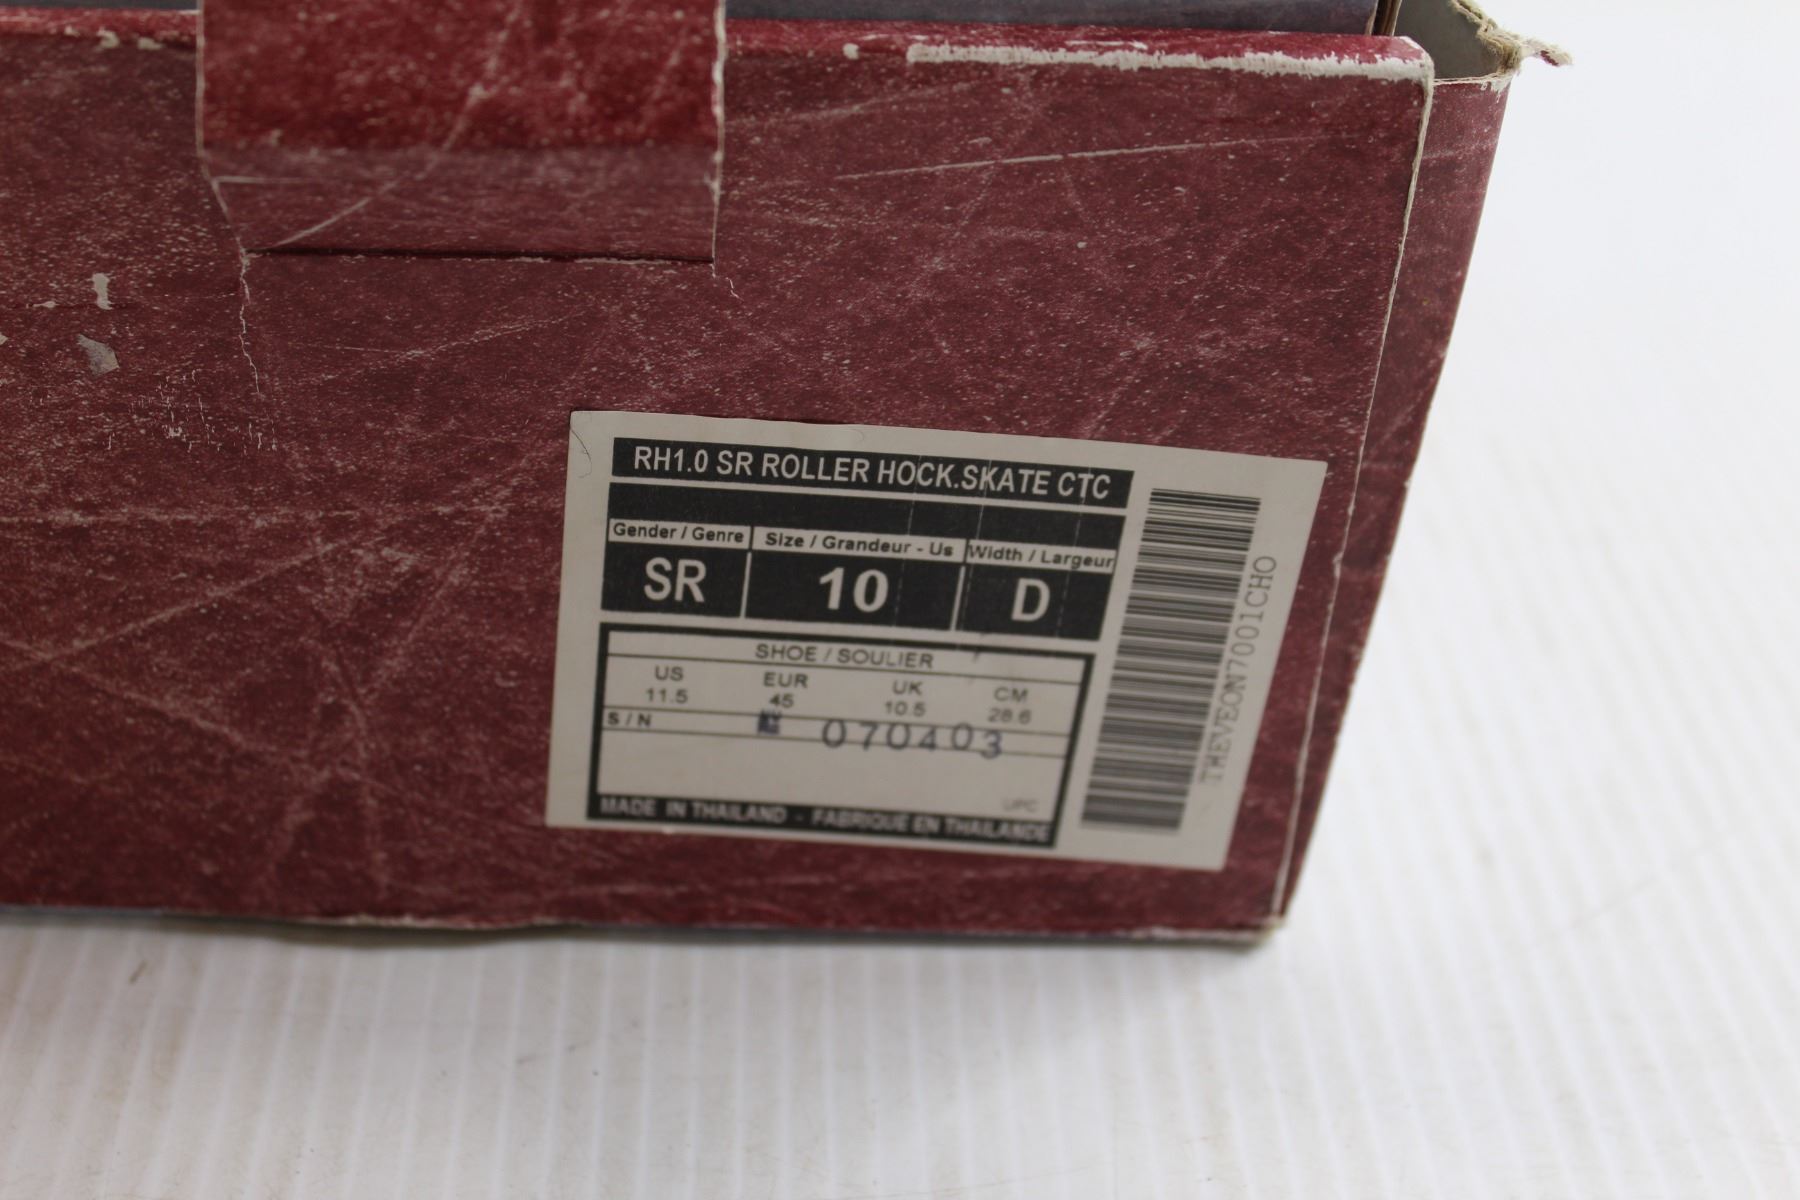 RH1.0 SR ROLLER HOCK.SKATE CTC
Gender / Genre Size / Grandeur - Us Width / Largeur
SR 10 D
SHOE / SOULIER
US EUR UK CM
11.5 45 10.5 28.6
S / N 070403
UPC
MADE IN THAILAND - FABRIQUE EN THAILANDE
THEVEON7001CHO